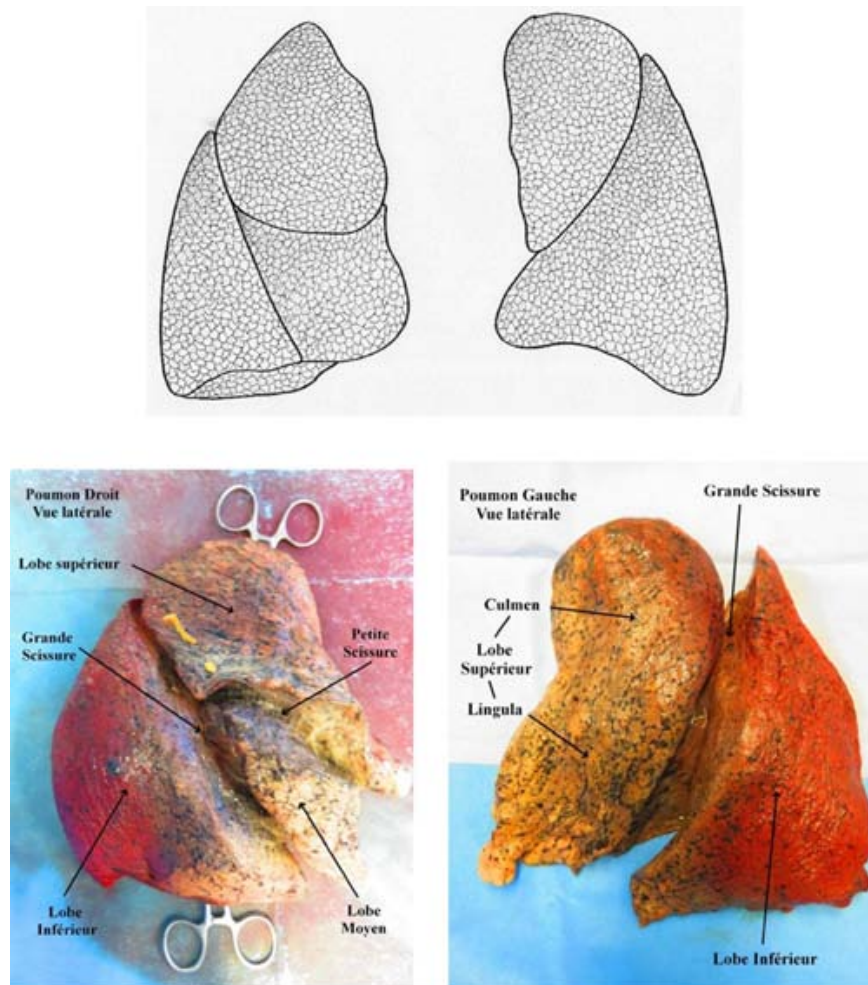 Poumon Droit
Vue latérale
Lobe supérieur
Grande
Scissure
Petite
Scissure
Lobe
Inférieur
Lobe
Moyen
Poumon Gauche
Vue latérale
Grande Scissure
Culmen
Lobe
Supérieur
Lingula
Lobe Inférieur